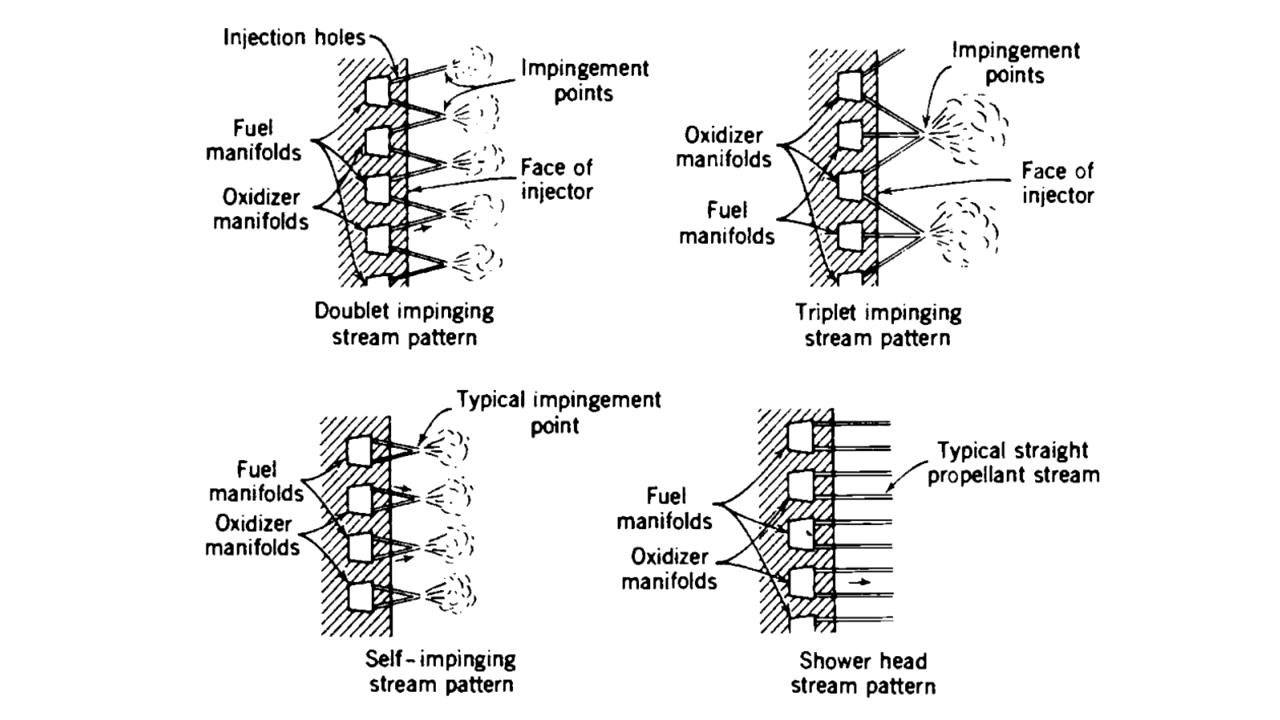 Injection holes
Impingement
points
Fuel
manifolds
Oxidizer
manifolds
Face of
injector
Doublet impinging
stream pattern
Impingement
points
Oxidizer
manifolds
Fuel
manifolds
Face of
injector
Triplet impinging
stream pattern
Typical impingement
point
Fuel
manifolds
Oxidizer
manifolds
Self-impinging
stream pattern
Typical straight
propellant stream
Fuel
manifolds
Oxidizer
manifolds
Shower head
stream pattern